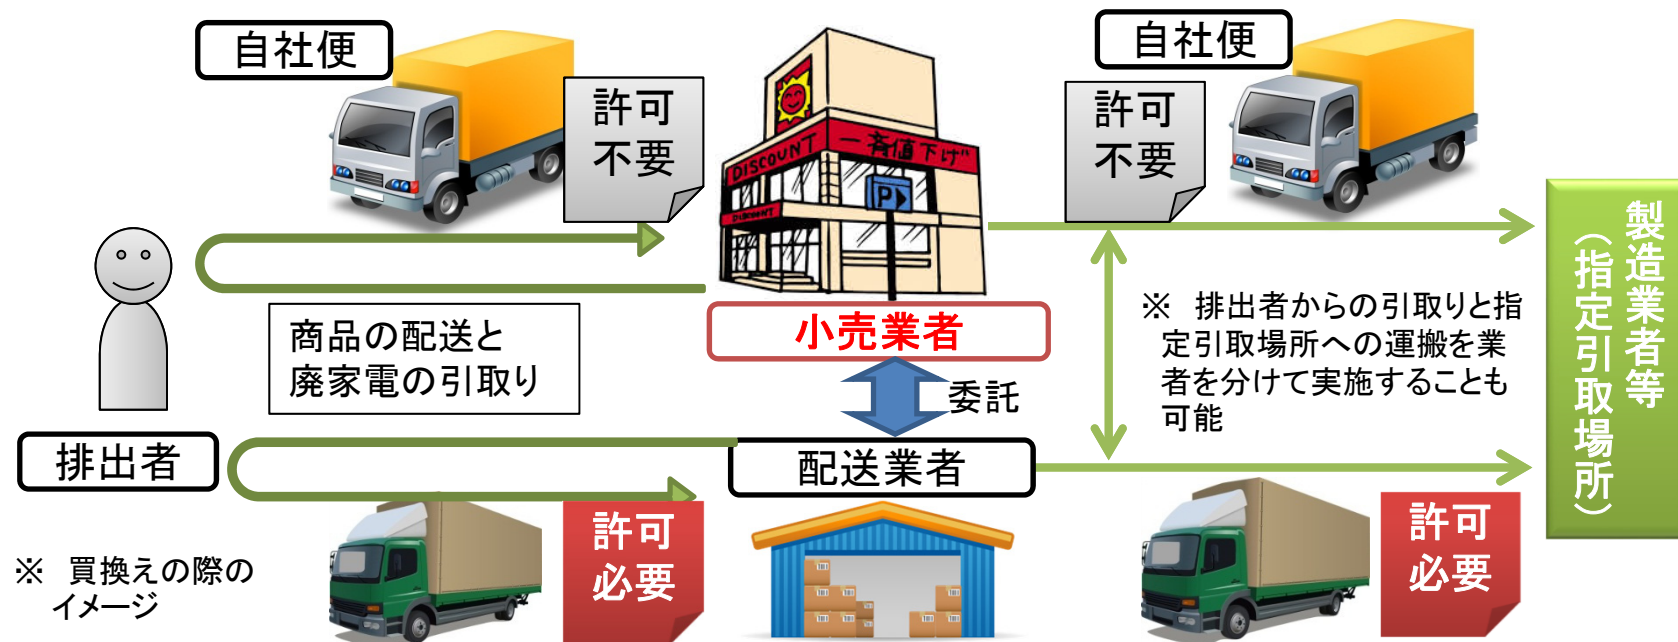 自社便
許可
不要
DISCOUNT
一斉値下げ
P
DISCOUNT
自社便
許可
不要
商品の配送と
廃家電の引取り
小売業者
委託
※ 排出者からの引取りと指
定引取場所への運搬を業
者を分けて実施することも
可能
製造業者等
（指定引取場所）
排出者
配送業者
許可
必要
許可
必要
※ 買換えの際の
イメージ